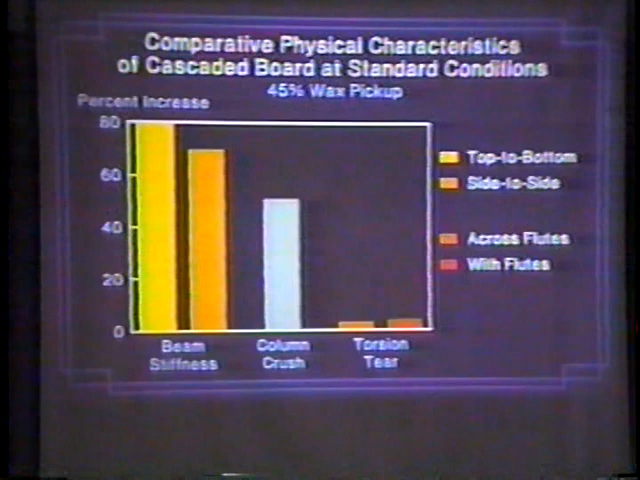 Comparative Physical Characteristics
of Cascaded Board at Standard Conditions
45% Wax Pickup
Percent Increase
80
60
40
20
0
Beam
Stiffness
Column
Crush
Torsion
Tear
Top-to-Bottom
Side-to-Side
Across Flutes
With Flutes